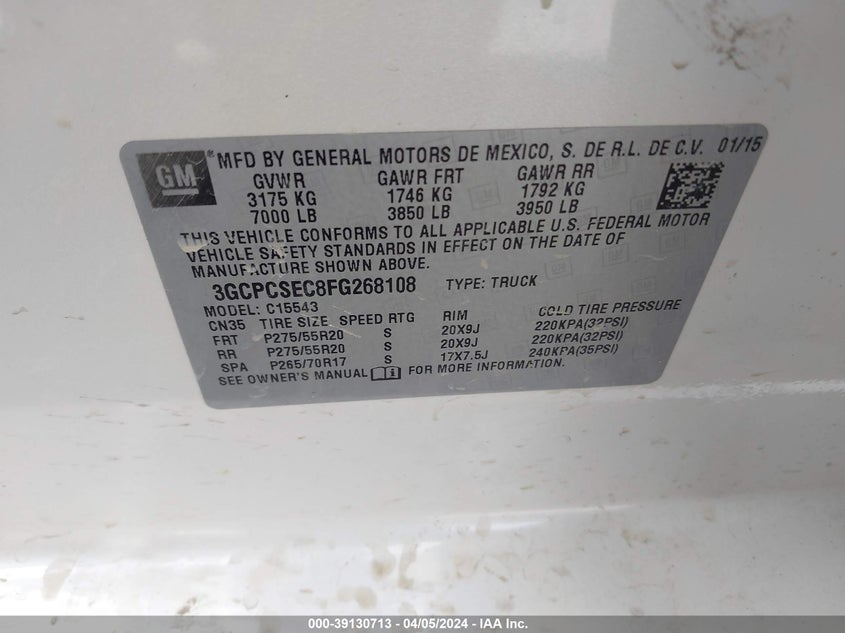 GM ® MFD BY GENERAL MOTORS DE MEXICO, S. DE R.L. DE C.V. 01/15
GVWR GAWR FRT GAWR RR
3175 KG 1746 KG 1792 KG
7000 LB 3850 LB 3950 LB
THIS VEHICLE CONFORMS TO ALL APPLICABLE U.S. FEDERAL MOTOR
VEHICLE SAFETY STANDARDS IN EFFECT ON THE DATE OF
MANUFACTURE SHOWN ABOVE.
3GCPCSEC8FG268108 TYPE: TRUCK
MODEL: C15543
CN35 TIRE SIZE SPEED RTG RIM COLD TIRE PRESSURE
FRT P275/55R20 S 20X9J 220KPA(32PSI)
RR P275/55R20 S 20X9J 220KPA(32PSI)
SPA P265/70R17 S 17X7.5J 240KPA(35PSI)
SEE OWNER'S MANUAL FOR MORE INFORMATION.
000-39130713 - 04/05/2024 - IAA Inc.